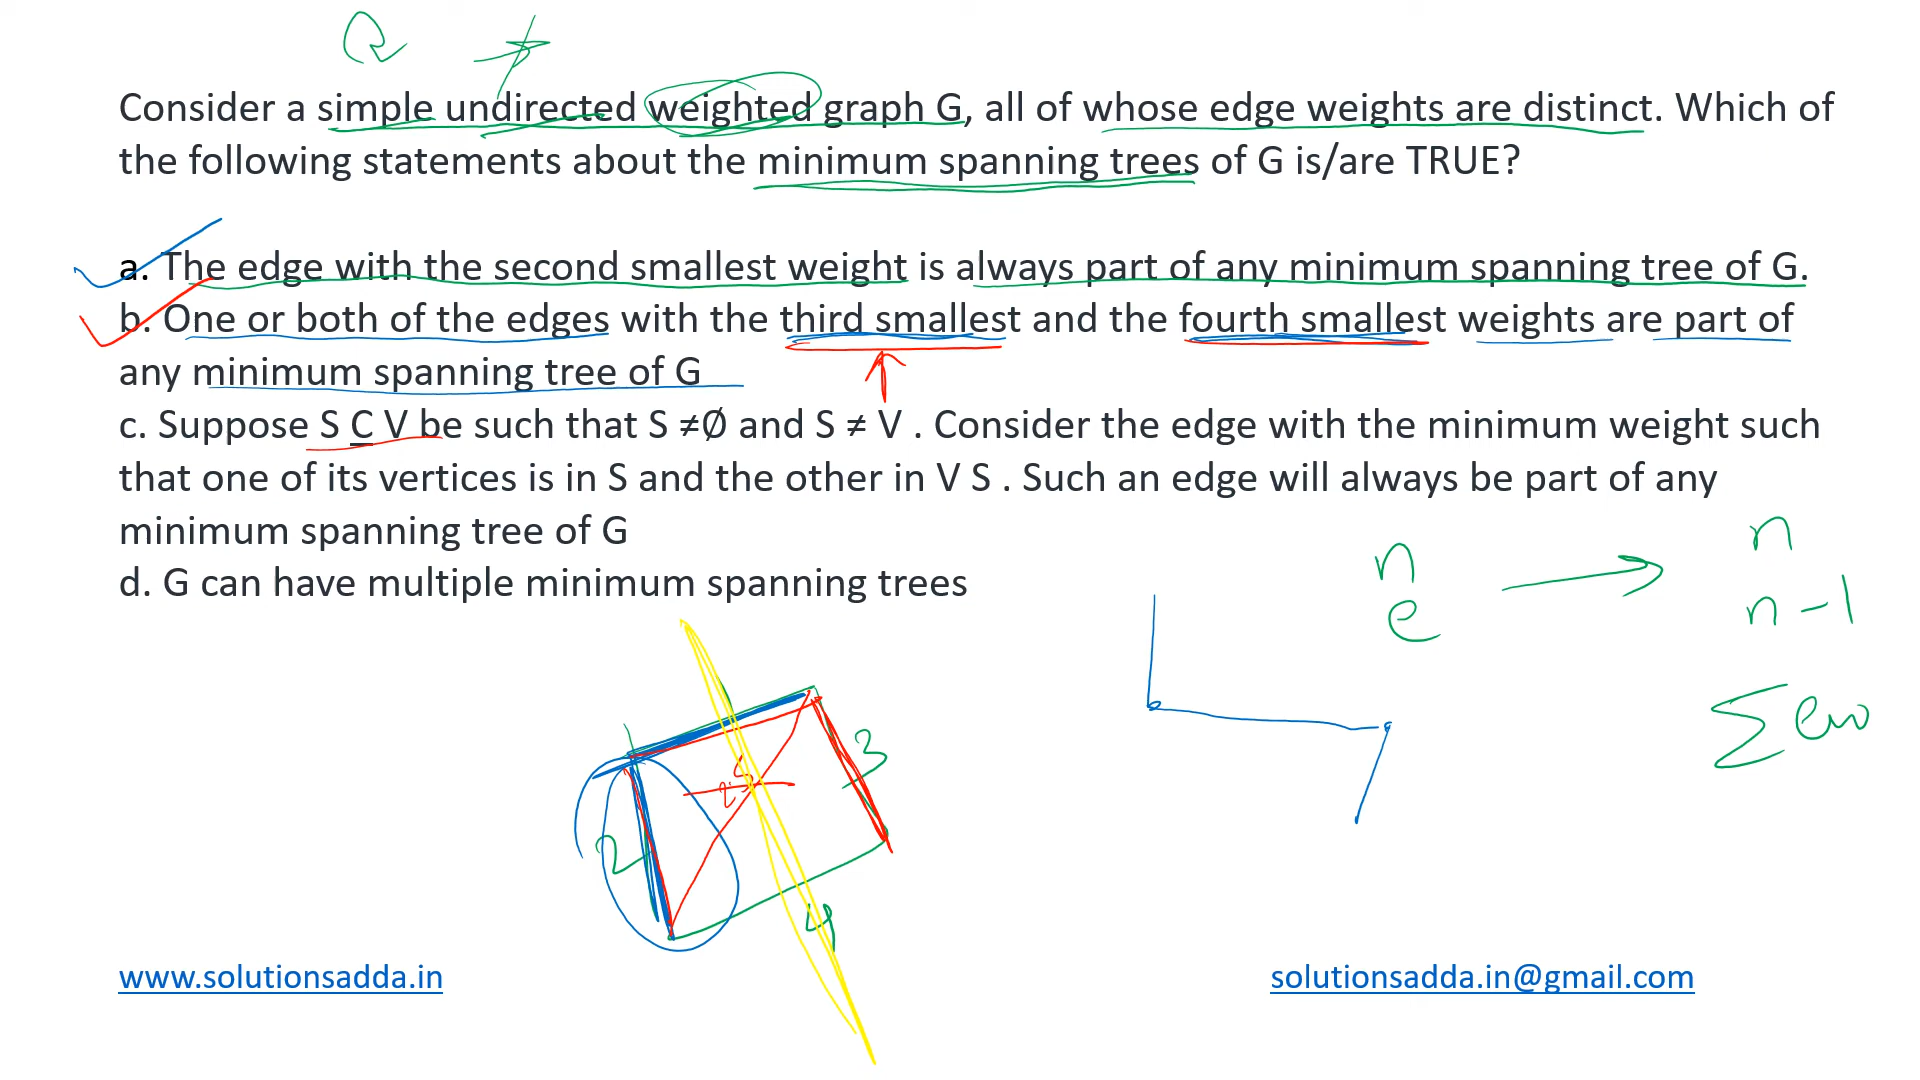 Consider a simple undirected weighted graph G, all of whose edge weights are distinct. Which of
the following statements about the minimum spanning trees of G is/are TRUE?
a. The edge with the second smallest weight is always part of any minimum spanning tree of G.
b. One or both of the edges with the third smallest and the fourth smallest weights are part of
any minimum spanning tree of G
c. Suppose S C V be such that S ≠∅ and S ≠ V . Consider the edge with the minimum weight such
that one of its vertices is in S and the other in V S . Such an edge will always be part of any
minimum spanning tree of G
d. G can have multiple minimum spanning trees
n
e
n
n-1
∑ ew
3
2.5
2
4
www.solutionsadda.in
solutionsadda.in@gmail.com